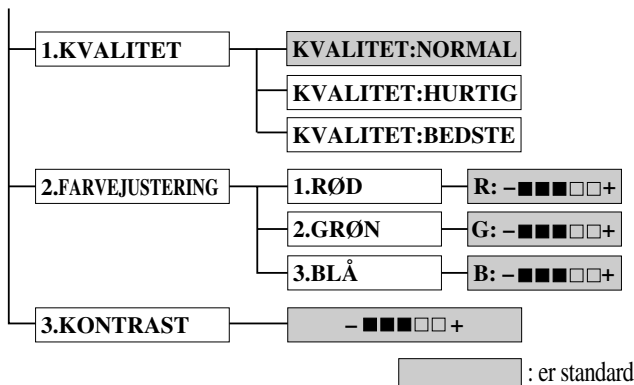 1.KVALITET KVALITET:NORMAL
KVALITET:HURTIG
KVALITET:BEDSTE
2.FARVEJUSTERING 1.RØD R: –■■■□□+
2.GRØN G: –■■■□□+
3.BLÅ B: –■■■□□+
3.KONTRAST –■■■□□+
: er standard